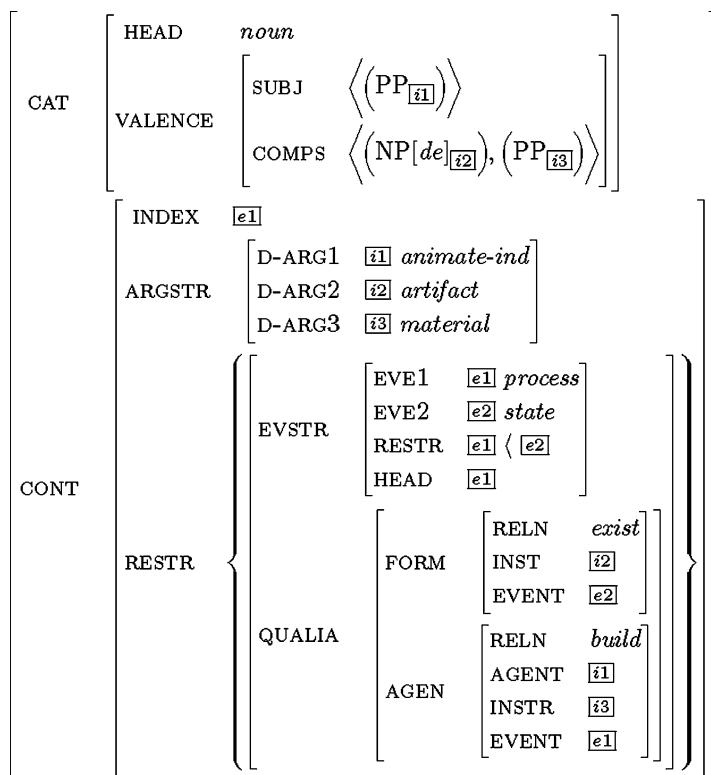 HEAD noun
SUBJ ⟨(PP[i1])⟩
CAT
VALENCE
COMPS ⟨(NP[de][i2]), (PP[i3])⟩
INDEX [e1]
D-ARG1 [i1] animate-ind
ARGSTR D-ARG2 [i2] artifact
D-ARG3 [i3] material
EVE1 [e1] process
EVE2 [e2] state
EVSTR
RESTR [e1] ⟨ [e2]
HEAD [e1]
CONT
RELN exist
RESTR FORM INST [i2]
EVENT [e2]
QUALIA
RELN build
AGENT [i1]
AGEN
INSTR [i3]
EVENT [e1]